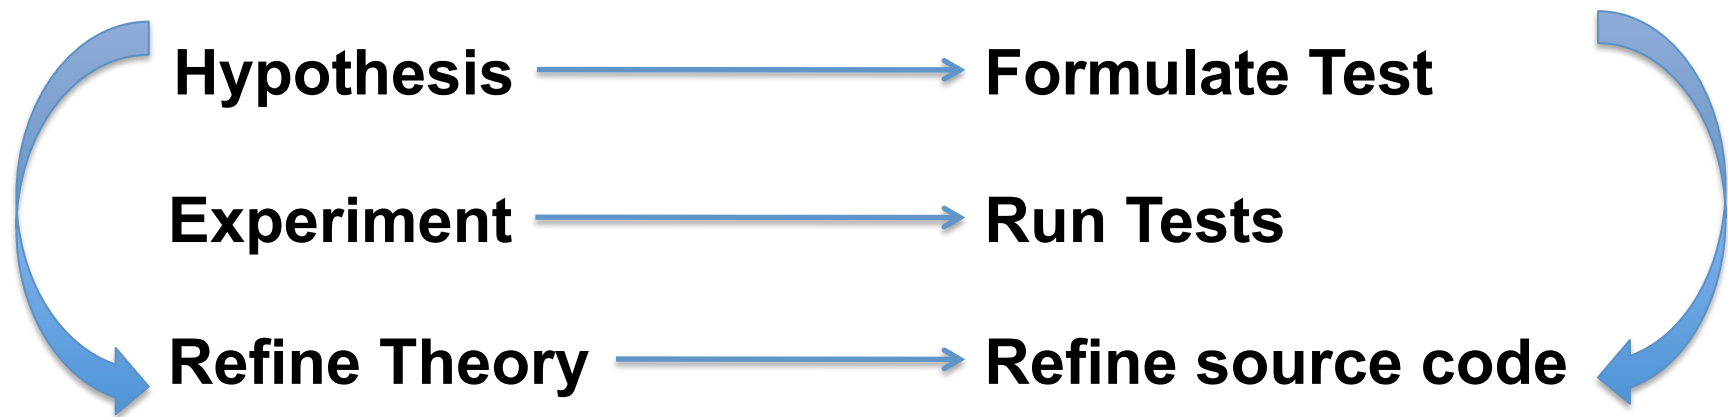 Hypothesis Formulate Test
Experiment Run Tests
Refine Theory Refine source code